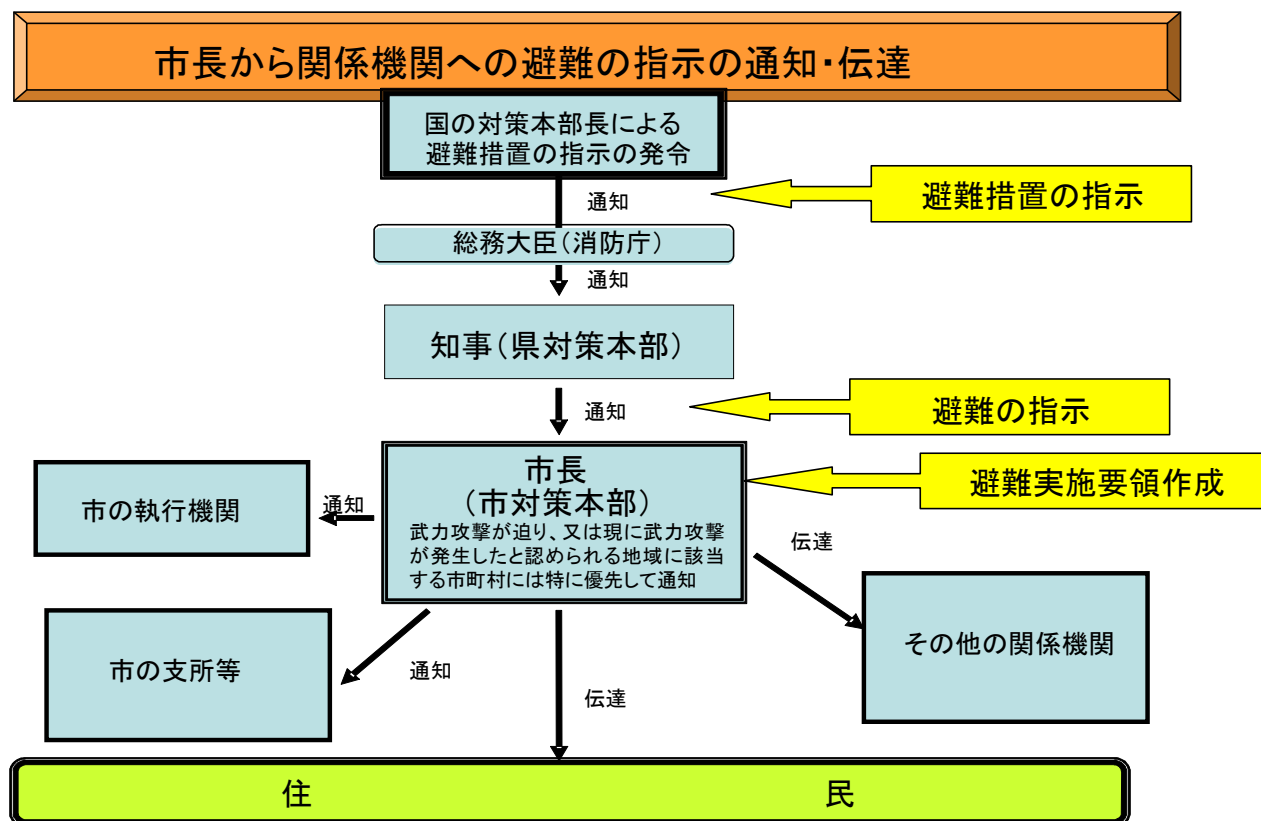 市長から関係機関への避難の指示の通知・伝達
国の対策本部長による
避難措置の指示の発令
通知
避難措置の指示
総務大臣(消防庁)
通知
知事(県対策本部)
通知
避難の指示
市長
(市対策本部)
武力攻撃が迫り、又は現に武力攻撃
が発生したと認められる地域に該当
する市町村には特に優先して通知
避難実施要領作成
市の執行機関
通知
伝達
その他の関係機関
市の支所等
通知
伝達
住民